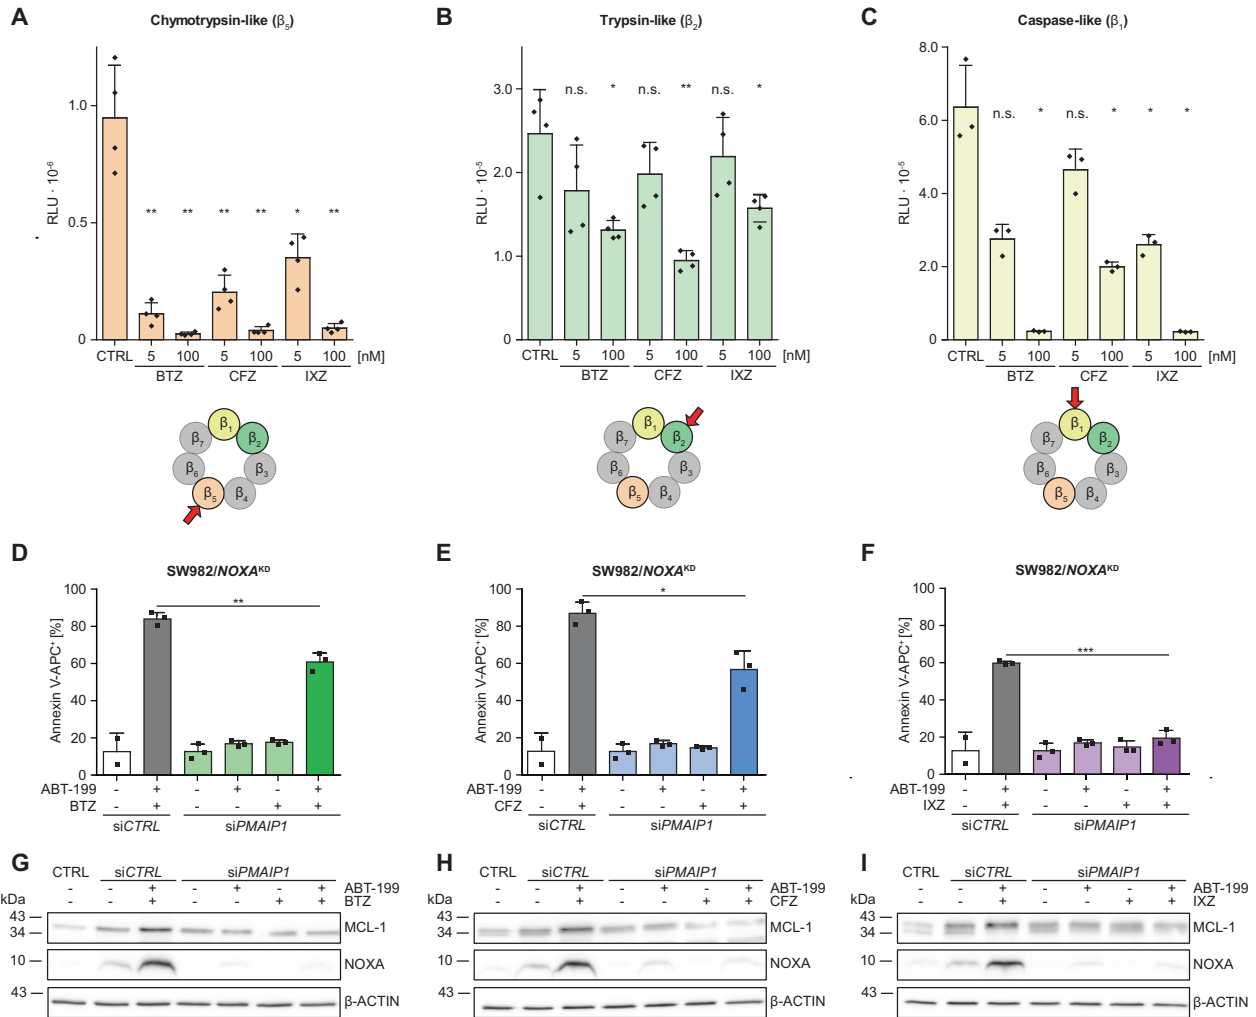 A
Chymotrypsin-like (β5)
RLU · 10-6
1.0
0.5
0
** ** ** ** * **
CTRL 5 100 5 100 5 100 [nM]
BTZ CFZ IXZ
β1
β2
β3
β4
β5
β6
β7
B
Trypsin-like (β2)
RLU · 10-5
3.0
2.0
1.0
0
n.s. * n.s. ** n.s. *
CTRL 5 100 5 100 5 100 [nM]
BTZ CFZ IXZ
β1
β2
β3
β4
β5
β6
β7
C
Caspase-like (β1)
RLU · 10-5
8.0
6.0
4.0
2.0
0
n.s. * n.s. * * *
CTRL 5 100 5 100 5 100 [nM]
BTZ CFZ IXZ
β1
β2
β3
β4
β5
β6
β7
D
SW982/NOXAKD
Annexin V-APC+ [%]
100
80
60
40
20
0
**
ABT-199 - + - + - +
BTZ - + - - + +
siCTRL siPMAIP1
E
SW982/NOXAKD
Annexin V-APC+ [%]
100
80
60
40
20
0
*
ABT-199 - + - + - +
CFZ - + - - + +
siCTRL siPMAIP1
F
SW982/NOXAKD
Annexin V-APC+ [%]
100
80
60
40
20
0
***
ABT-199 - + - + - +
IXZ - + - - + +
siCTRL siPMAIP1
G
CTRL siCTRL siPMAIP1
- - + - + - + ABT-199
kDa - - + - - + + BTZ
43
34
MCL-1
10
NOXA
43
β-ACTIN
H
CTRL siCTRL siPMAIP1
- - + - + - + ABT-199
kDa - - + - - + + CFZ
43
34
MCL-1
10
NOXA
43
β-ACTIN
I
CTRL siCTRL siPMAIP1
- - + - + - + ABT-199
kDa - - + - - + + IXZ
43
34
MCL-1
10
NOXA
43
β-ACTIN